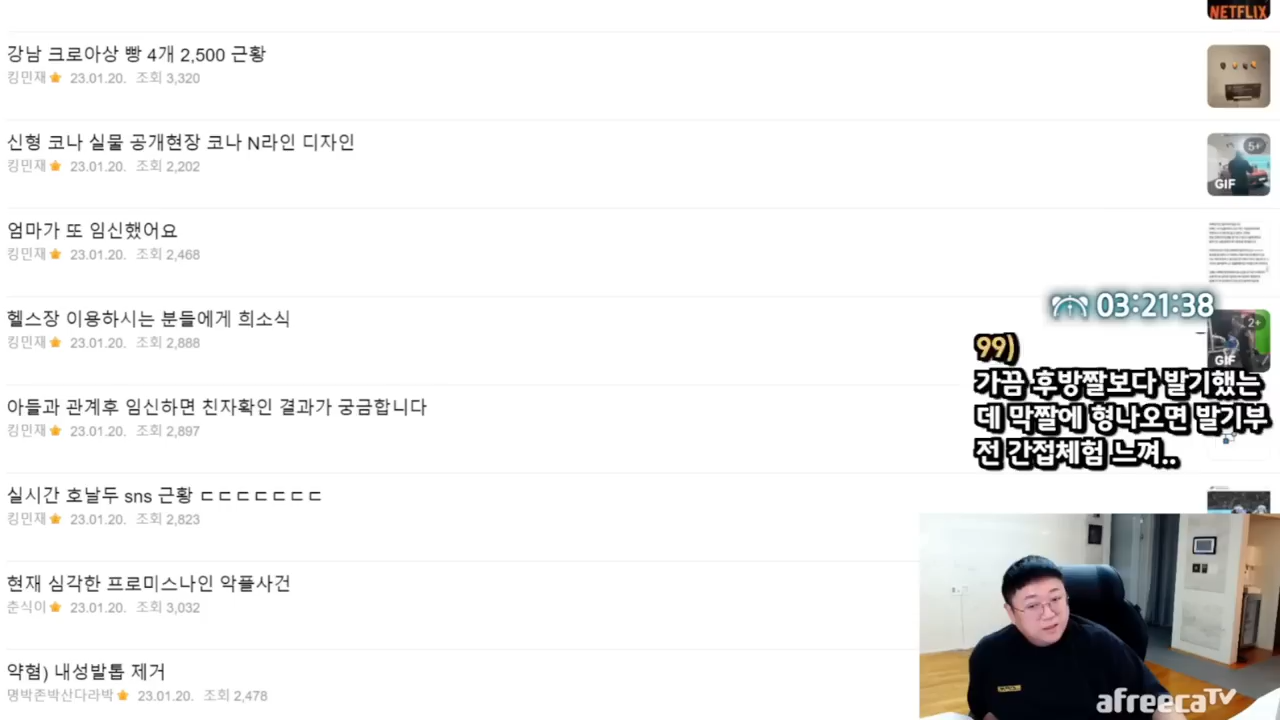 NETFLIX
강남 크로아상 빵 4개 2,500 근황
킹민재 23.01.20. 조회 3,320
신형 코나 실물 공개현장 코나 N라인 디자인
킹민재 23.01.20. 조회 2,202
5+
GIF
엄마가 또 임신했어요
킹민재 23.01.20. 조회 2,468
03:21:38
헬스장 이용하시는 분들에게 희소식
킹민재 23.01.20. 조회 2,888
2+
GIF
99)
가끔 후방짤보다 발기했는
데 막짤에 형나오면 발기부
전 간접체험 느껴..
아들과 관계후 임신하면 친자확인 결과가 궁금합니다
킹민재 23.01.20. 조회 2,897
실시간 호날두 sns 근황 ㄷㄷㄷㄷㄷㄷㄷ
킹민재 23.01.20. 조회 2,823
현재 심각한 프로미스나인 악플사건
춘식이 23.01.20. 조회 3,032
약혐) 내성발톱 제거
명박존박산다라박 23.01.20. 조회 2,478
afreecaTV